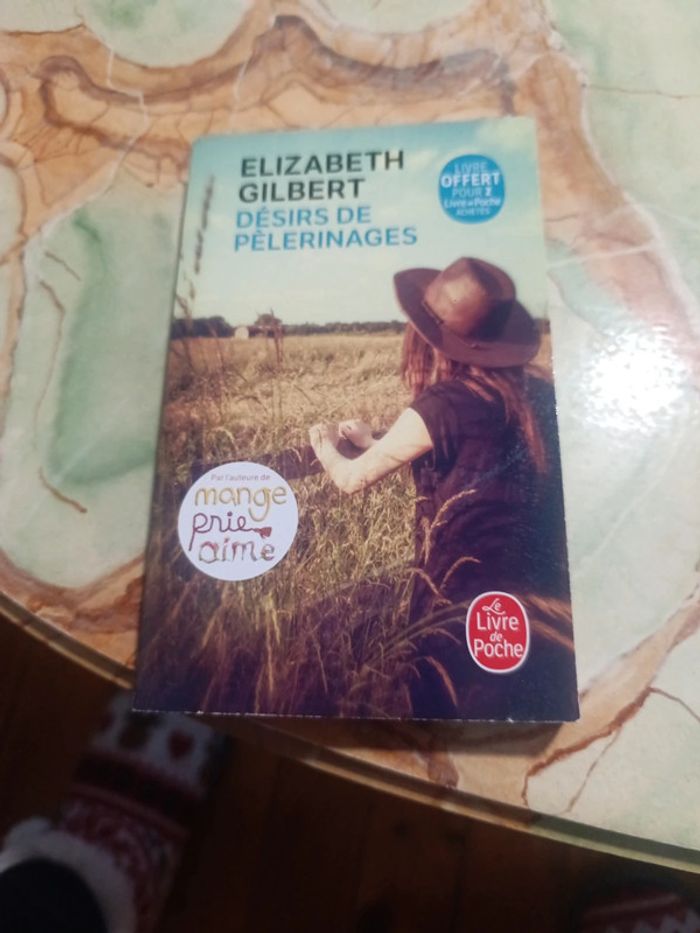 ELIZABETH
GILBERT
DÉSIRS DE
PÈLERINAGES
LIVRE
OFFERT
POUR 2
Livre de Poche
ACHETÉS
Par l'auteure de
mange
prie
aime
Le
Livre
de
Poche